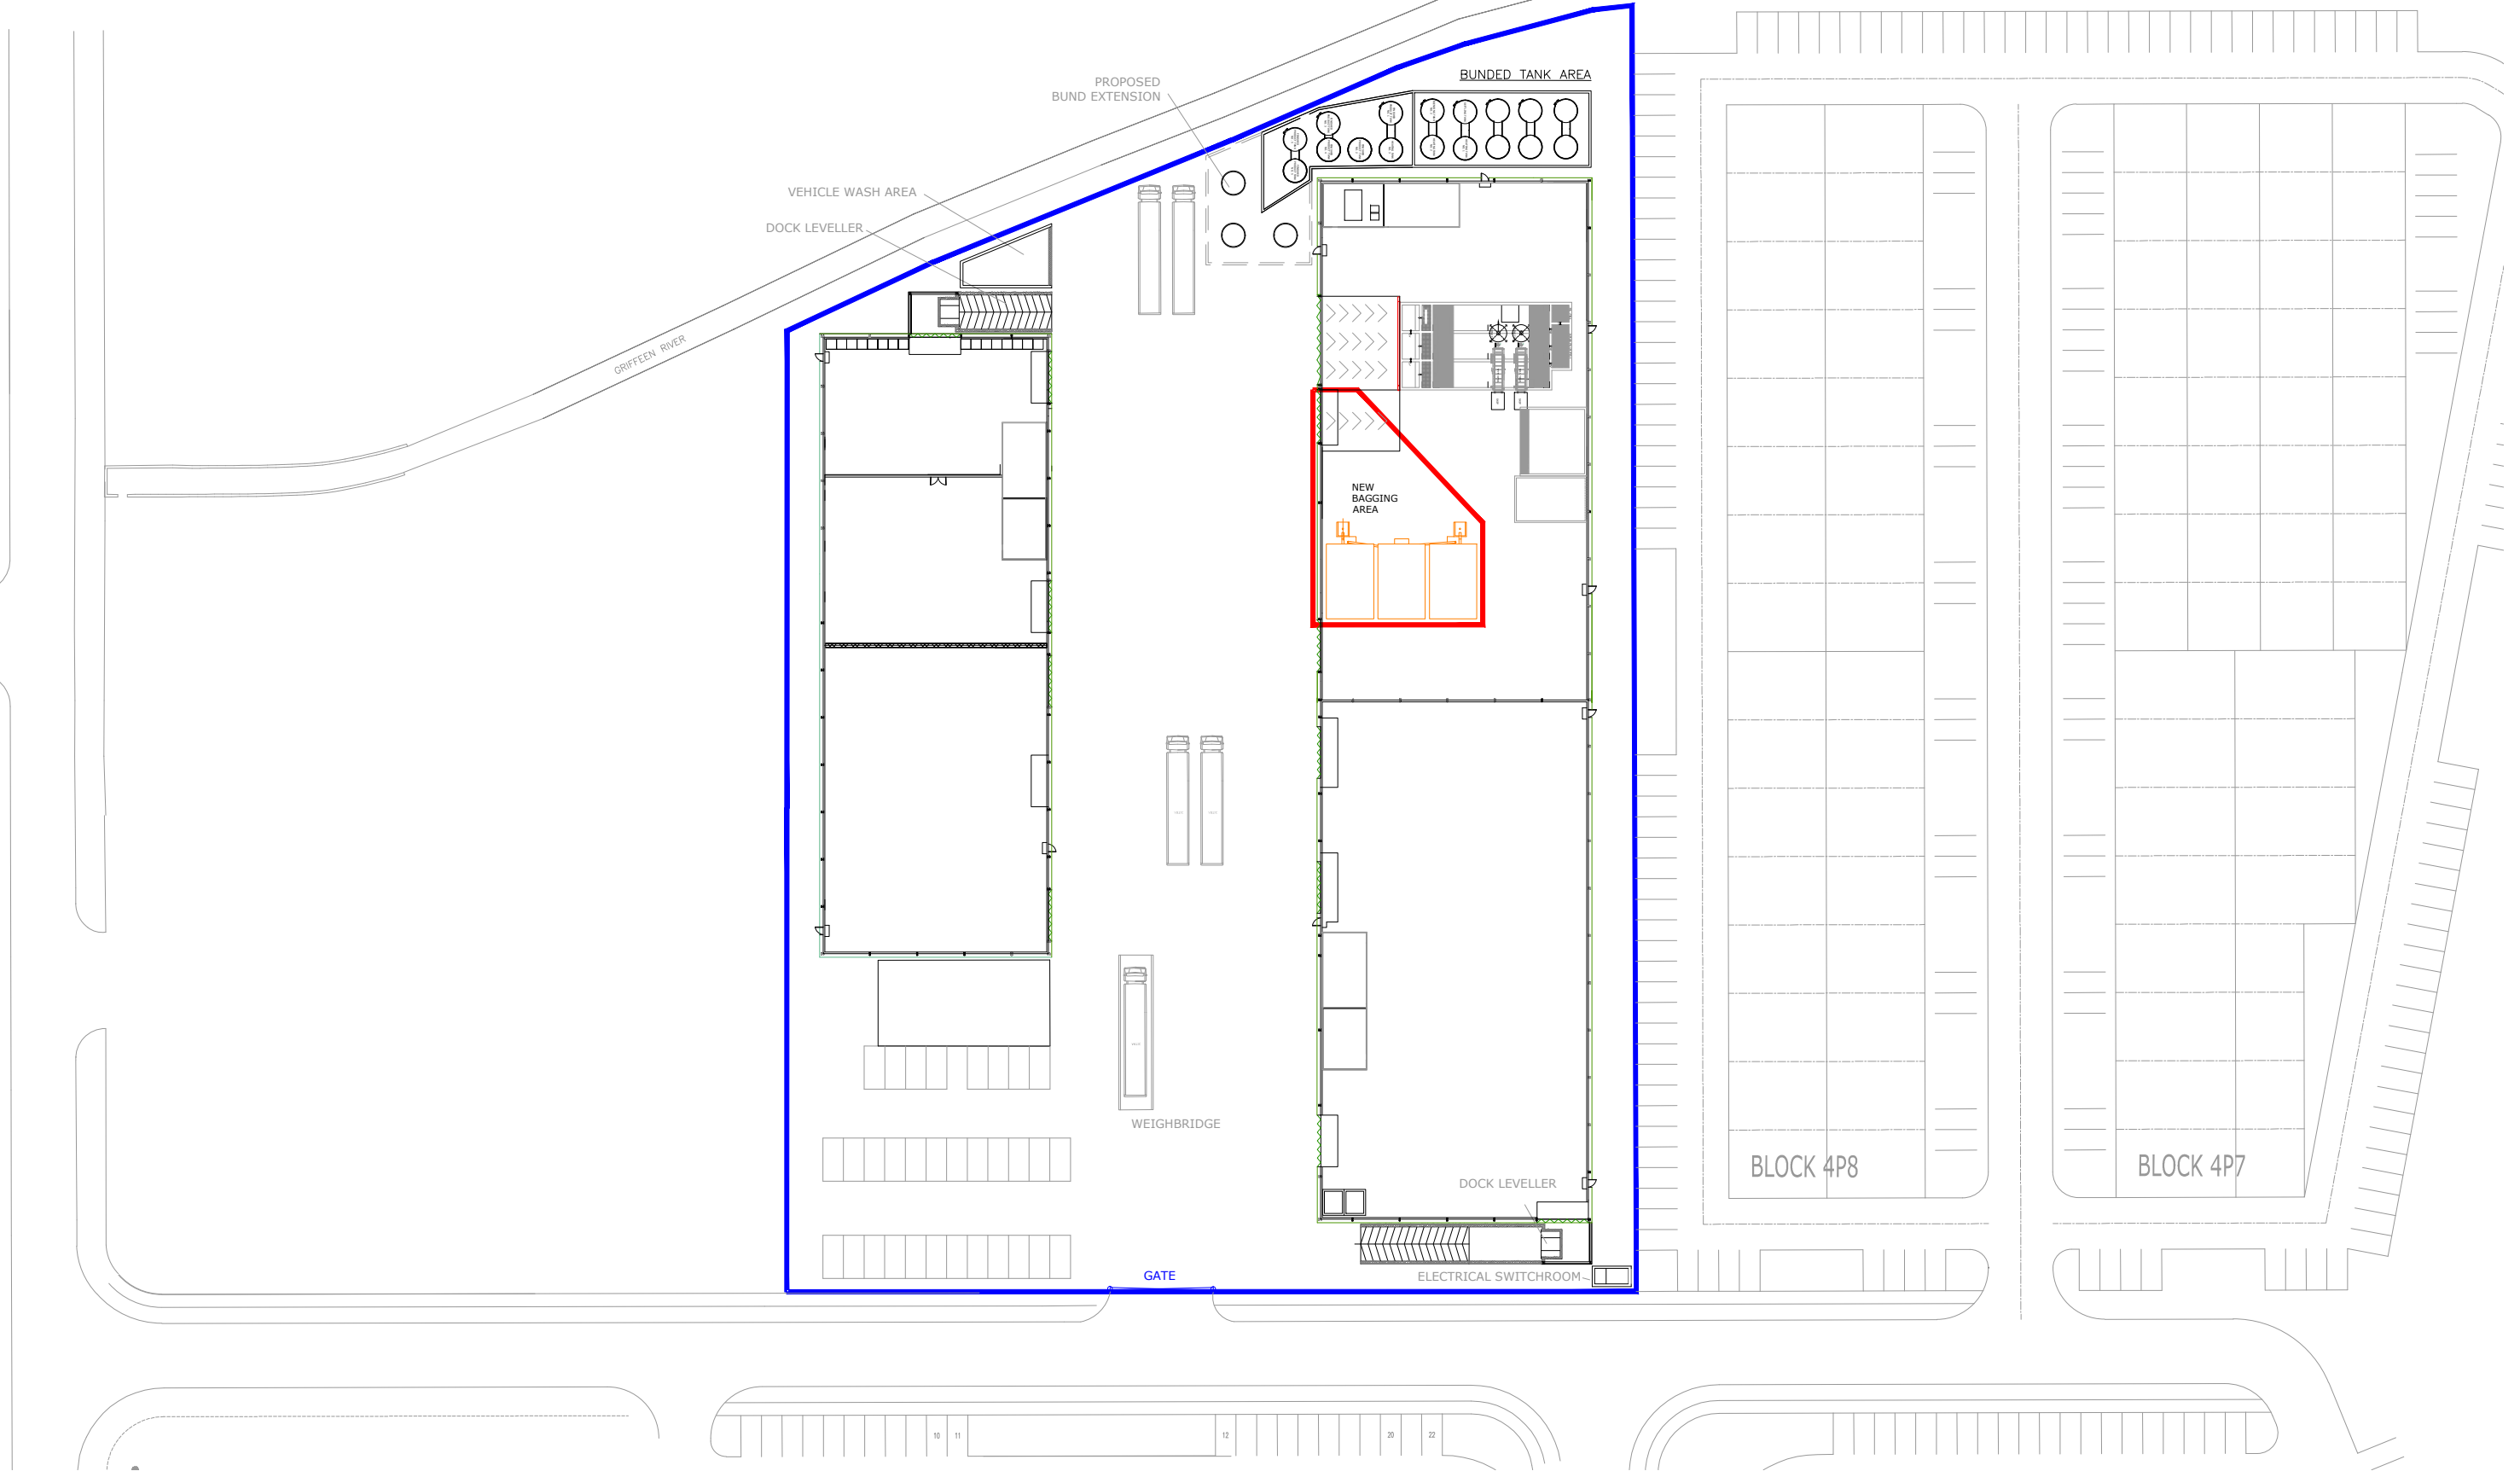 BUNDED TANK AREA
PROPOSED
BUND EXTENSION
VEHICLE WASH AREA
DOCK LEVELLER
GRIFFEEN RIVER
NEW
BAGGING
AREA
WEIGHBRIDGE
BLOCK 4P8
BLOCK 4P7
DOCK LEVELLER
GATE
ELECTRICAL SWITCHROOM
10
11
12
20
22